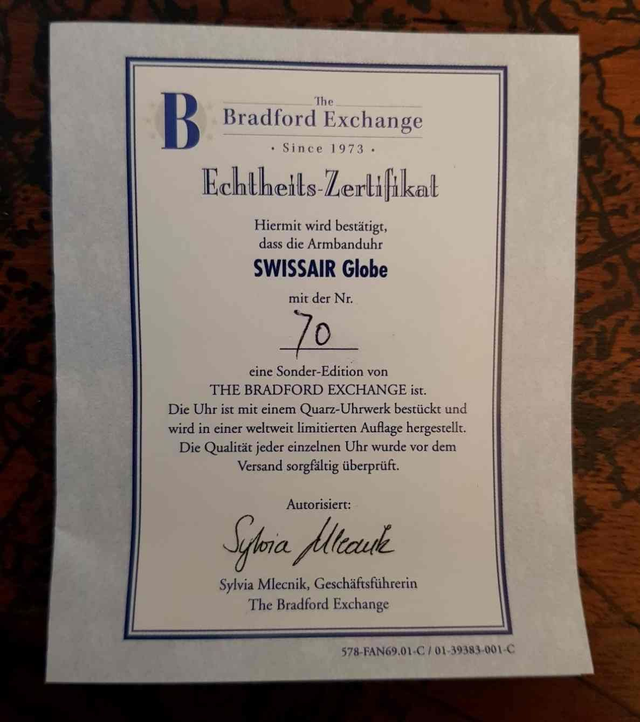 B
The
Bradford Exchange
• Since 1973 •
Echtheits-Zertifikat
Hiermit wird bestätigt,
dass die Armbanduhr
SWISSAIR Globe
mit der Nr.
70
eine Sonder-Edition von
THE BRADFORD EXCHANGE ist.
Die Uhr ist mit einem Quarz-Uhrwerk bestückt und
wird in einer weltweit limitierten Auflage hergestellt.
Die Qualität jeder einzelnen Uhr wurde vor dem
Versand sorgfältig überprüft.
Autorisiert:
Sylvia Mlecnik
Sylvia Mlecnik, Geschäftsführerin
The Bradford Exchange
578-FAN69.01-C / 01-39383-001-C